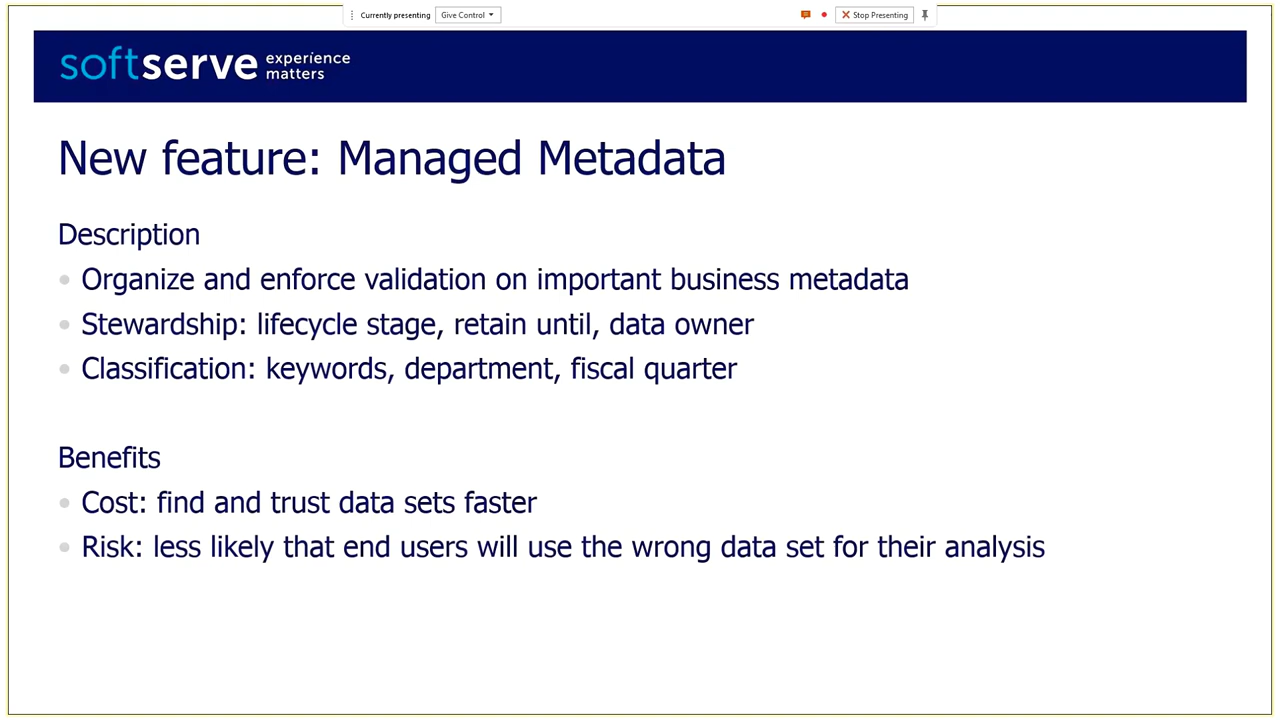 Currently presenting Give Control Stop Presenting
softserve experience
matters
New feature: Managed Metadata
Description
Organize and enforce validation on important business metadata
Stewardship: lifecycle stage, retain until, data owner
Classification: keywords, department, fiscal quarter
Benefits
Cost: find and trust data sets faster
Risk: less likely that end users will use the wrong data set for their analysis